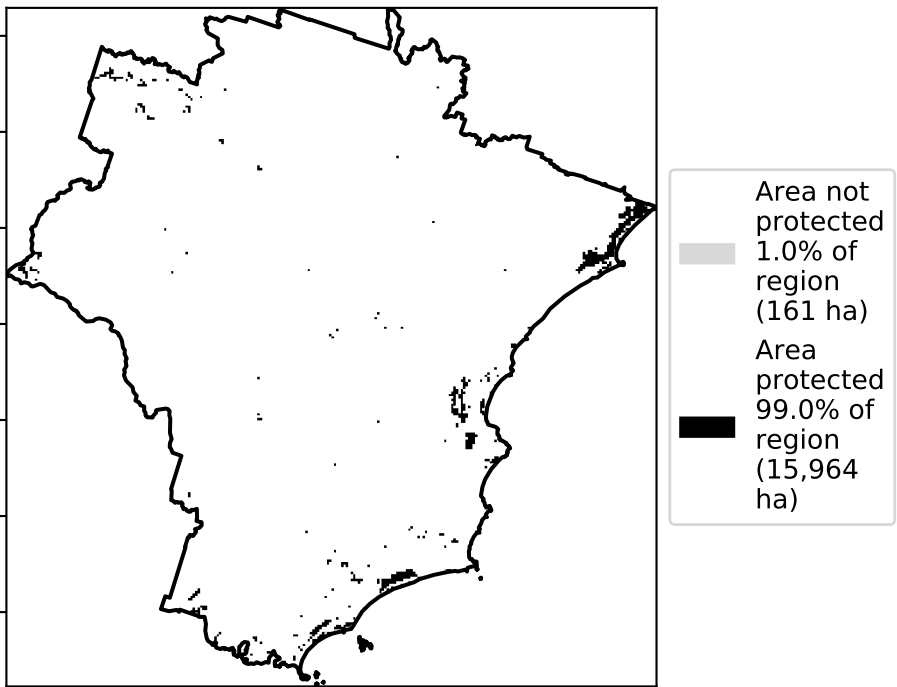 Area not
protected
1.0% of
region
(161 ha)
Area
protected
99.0% of
region
(15,964
ha)